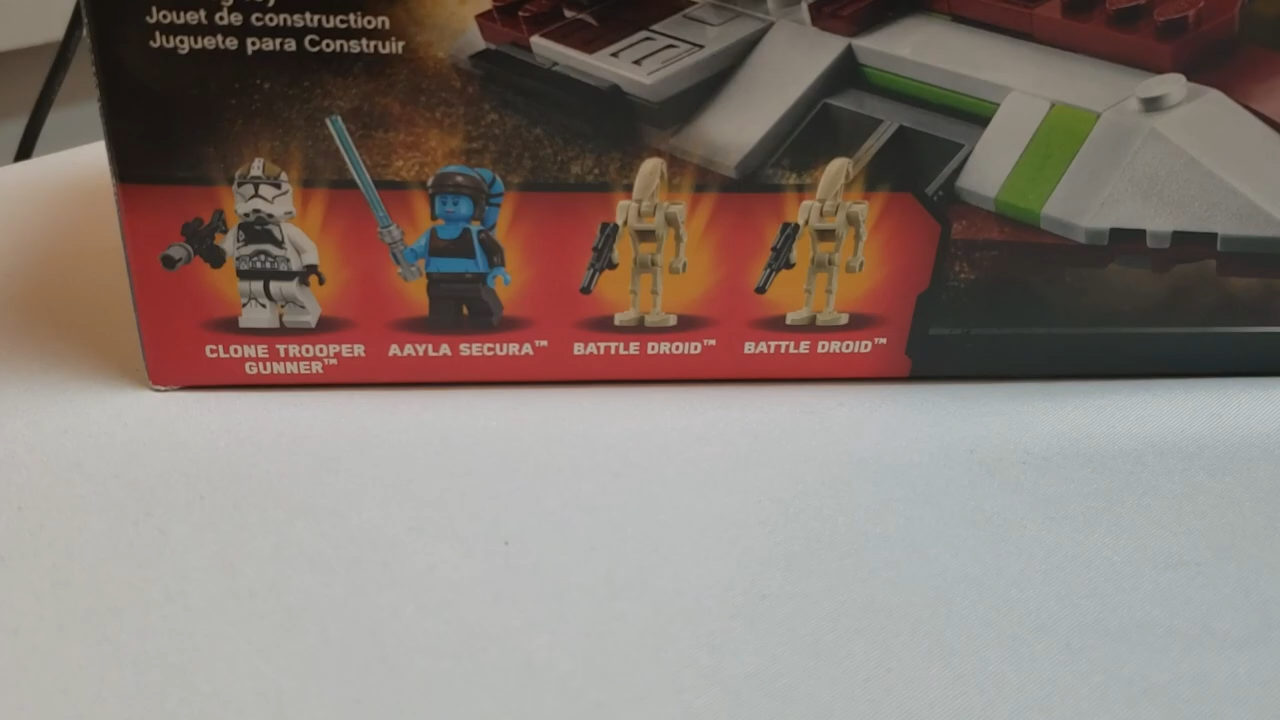 Jouet de construction
Juguete para Construir
CLONE TROOPER
GUNNER™
AAYLA SECURA™
BATTLE DROID™
BATTLE DROID™